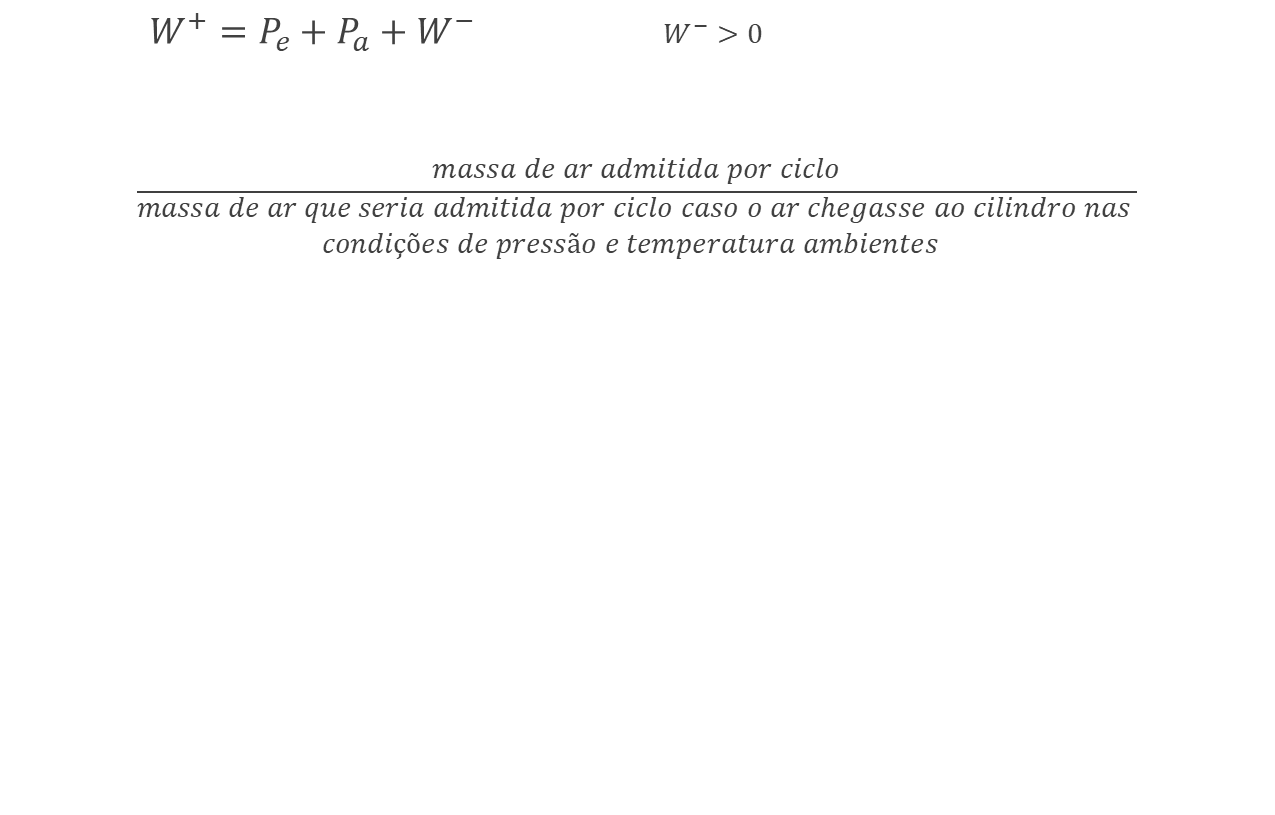 W⁺ = Pₑ + Pₐ + W⁻ W⁻ > 0
massa de ar admitida por ciclo
massa de ar que seria admitida por ciclo caso o ar chegasse ao cilindro nas
condições de pressão e temperatura ambientes